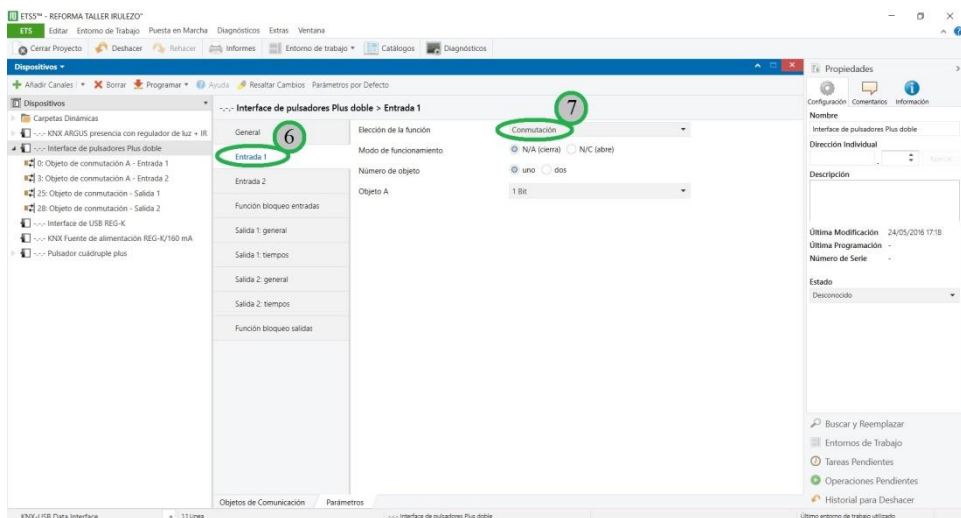 ETS5™ - REFORMA TALLER IRULEZO"
ETS Editar Entorno de Trabajo Puesta en Marcha Diagnósticos Extras Ventana
Cerrar Proyecto Deshacer Rehacer Informes Entorno de trabajo Catálogos Diagnósticos
Dispositivos
Añadir Canales Borrar Programar Ayuda Resaltar Cambios Parámetros por Defecto
Dispositivos
Carpetas Dinámicas
-.-.- KNX ARGUS presencia con regulador de luz + IR
-.-.- Interface de pulsadores Plus doble
0: Objeto de conmutación A - Entrada 1
3: Objeto de conmutación A - Entrada 2
25: Objeto de conmutación - Salida 1
28: Objeto de conmutación - Salida 2
-.-.- Interface de USB REG-K
-.-.- KNX Fuente de alimentación REG-K/160 mA
-.-.- Pulsador cuádruple plus
-.-.- Interface de pulsadores Plus doble > Entrada 1
General
6
Entrada 1
Entrada 2
Función bloqueo entradas
Salida 1: general
Salida 1: tiempos
Salida 2: general
Salida 2: tiempos
Función bloqueo salidas
7
Elección de la función Conmutación
Modo de funcionamiento N/A (cierra) N/C (abre)
Número de objeto uno dos
Objeto A 1 Bit
Objetos de Comunicación Parámetros
Propiedades
Configuración Comentarios Información
Nombre
Interface de pulsadores Plus doble
Dirección Individual
.
Descripción
Última Modificación 24/05/2016 17:18
Última Programación -
Número de Serie -
Estado
Desconocido
Buscar y Reemplazar
Entornos de Trabajo
Tareas Pendientes
Operaciones Pendientes
Historial para Deshacer
KNX-USB Data Interface 1.1 Línea -.-.- Interface de pulsadores Plus doble Último entorno de trabajo utilizado